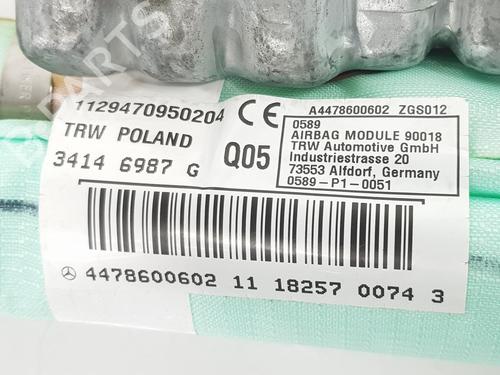 1129470950204
TRW POLAND
3414 6987 G
CE
Q05
A4478600602 ZGS012
0589
AIRBAG MODULE 90018
TRW Automotive GmbH
Industriestrasse 20
73553 Alfdorf, Germany
0589-P1-0051
4478600602 11 18257 0074 3